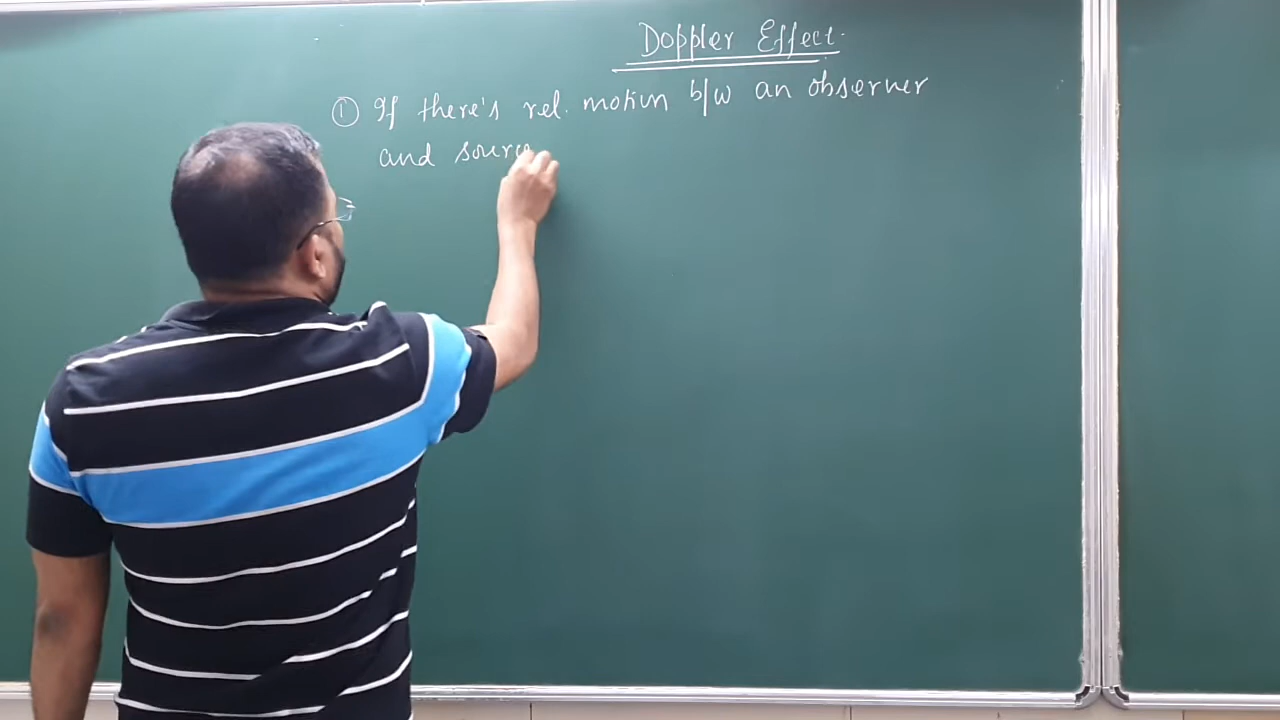 Doppler Effect.
① If there's rel. motion b/w an observer
and source